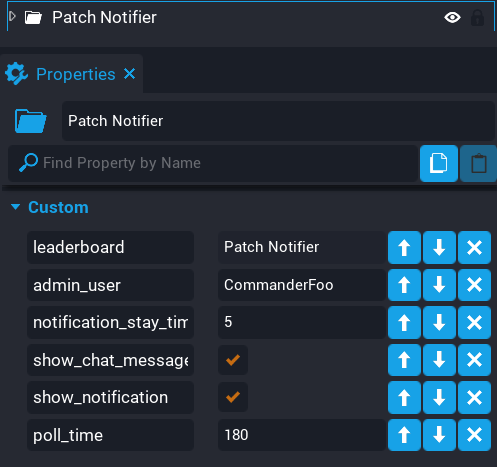 Patch Notifier
Properties
Patch Notifier
Find Property by Name
Custom
leaderboard Patch Notifier
admin_user CommanderFoo
notification_stay_tim 5
show_chat_message
show_notification
poll_time 180